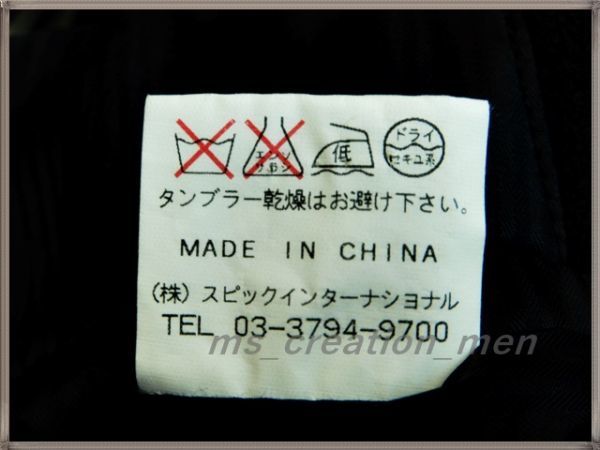 エンソ
サラシ
低
ドライ
セキユ系
タンブラー乾燥はお避け下さい。
MADE IN CHINA
(株) スピックインターナショナル
TEL 03-3794-9700
ms_creation_men